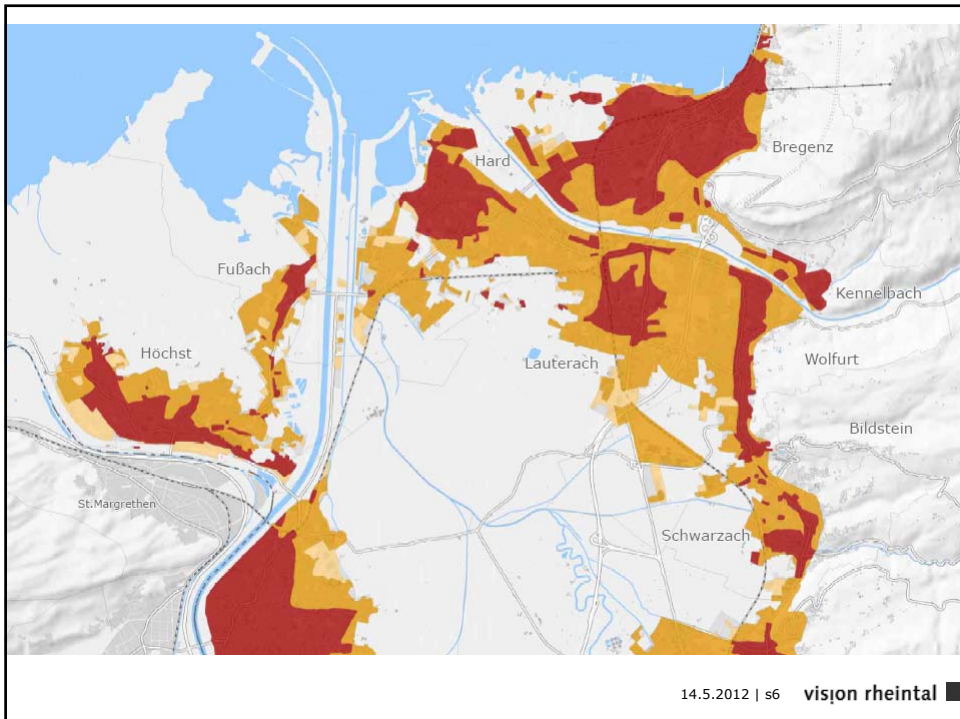 Bregenz
Hard
Fußach
Kennelbach
Höchst
Lauterach
Wolfurt
Bildstein
St.Margrethen
Schwarzach
14.5.2012 | s6 vision rheintal